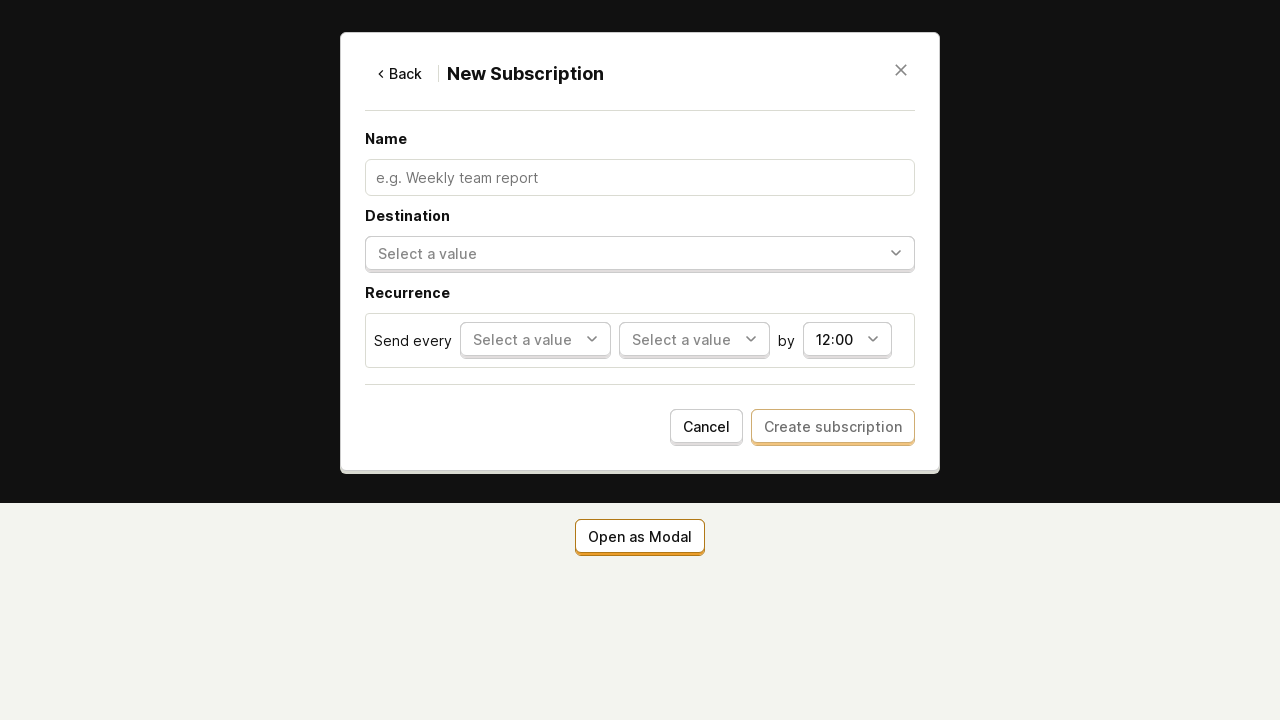 Back
New Subscription
Name
e.g. Weekly team report
Destination
Select a value
Recurrence
Send every Select a value Select a value by 12:00
Cancel Create subscription
Open as Modal